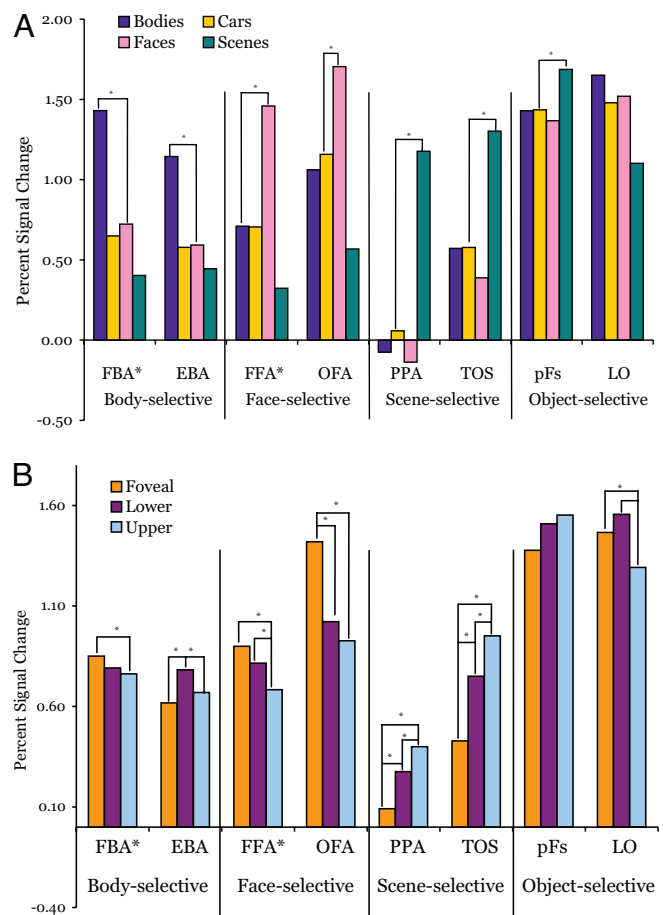 A
2.00
Bodies Cars
Faces Scenes
*
*
*
*
*
*
*
1.50
1.00
0.50
0.00
-0.50
Percent Signal Change
FBA* EBA FFA* OFA PPA TOS pFs LO
Body-selective Face-selective Scene-selective Object-selective
B
Foveal
Lower
Upper
1.60
1.10
0.60
0.10
-0.40
Percent Signal Change
*
* *
*
*
*
*
*
*
*
*
*
*
*
FBA* EBA FFA* OFA PPA TOS pFs LO
Body-selective Face-selective Scene-selective Object-selective